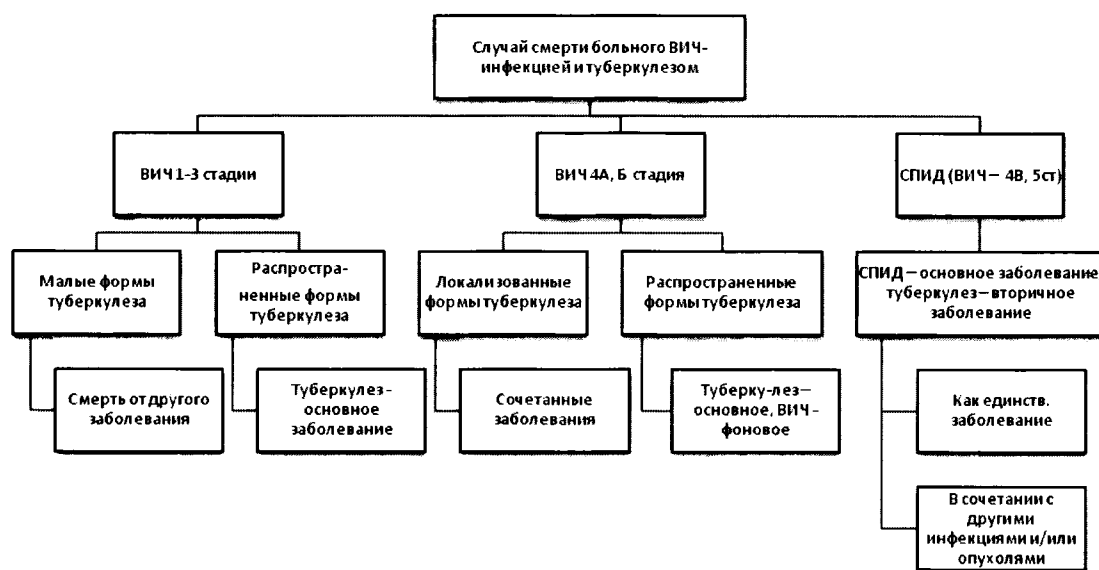 Случай смерти больного ВИЧ-
инфекцией и туберкулезом
ВИЧ 1-3 стадии
ВИЧ 4А, Б стадия
СПИД (ВИЧ – 4В, 5ст)
Малые формы
туберкулеза
Распростра-
ненные формы
туберкулеза
Локализованные
формы туберкулеза
Распространенные
формы туберкулеза
СПИД – основное заболевание
туберкулез – вторичное
заболевание
Смерть от другого
заболевания
Туберкулез -
основное
заболевание
Сочетанные
заболевания
Туберку-лез –
основное, ВИЧ -
фоновое
Как единств.
заболевание
В сочетании с
другими
инфекциями и/или
опухолями